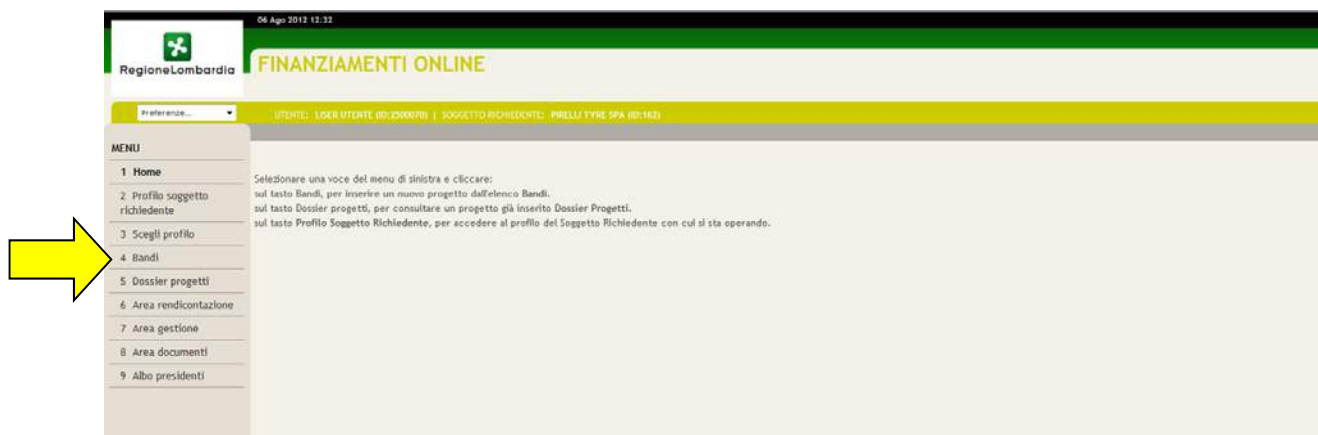 06 Ago 2012 12:32
RegioneLombardia
FINANZIAMENTI ONLINE
Preferenze...
UTENTE: USER UTENTE (ID:3500070) | SOGGETTO RICHIEDENTE: PIRELLI TYRE SPA (ID:162)
MENU
1 Home
2 Profilo soggetto
richiedente
3 Scegli profilo
4 Bandi
5 Dossier progetti
6 Area rendicontazione
7 Area gestione
8 Area documenti
9 Albo presidenti
Selezionare una voce del menu di sinistra e cliccare:
sul tasto Bandi, per inserire un nuovo progetto dall'elenco Bandi.
sul tasto Dossier progetti, per consultare un progetto già inserito Dossier Progetti.
sul tasto Profilo Soggetto Richiedente, per accedere al profilo del Soggetto Richiedente con cui si sta operando.